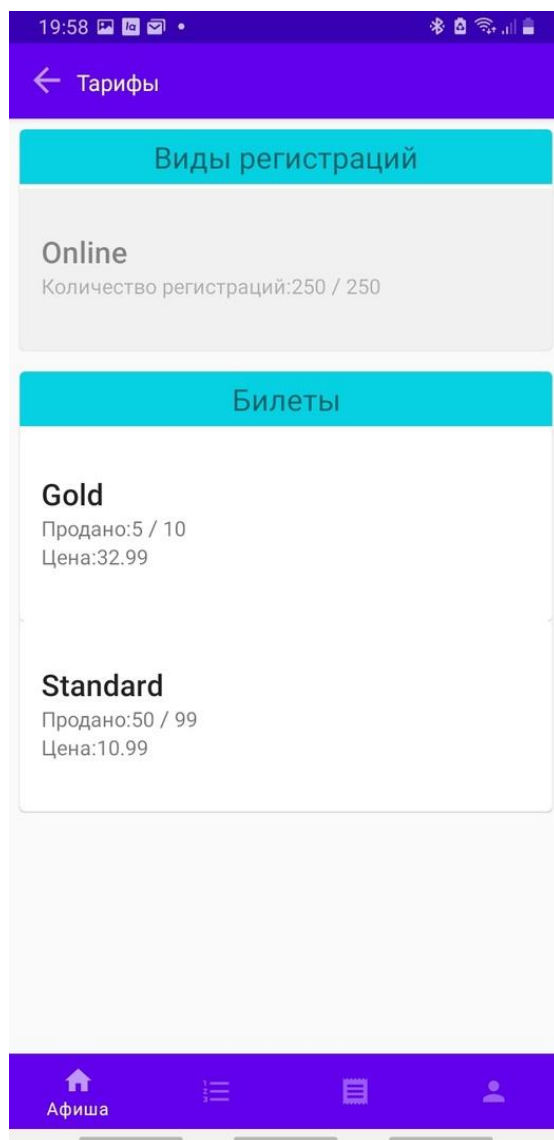 19:58
Тарифы
Виды регистраций
Online
Количество регистраций:250 / 250
Билеты
Gold
Продано:5 / 10
Цена:32.99
Standard
Продано:50 / 99
Цена:10.99
Афиша